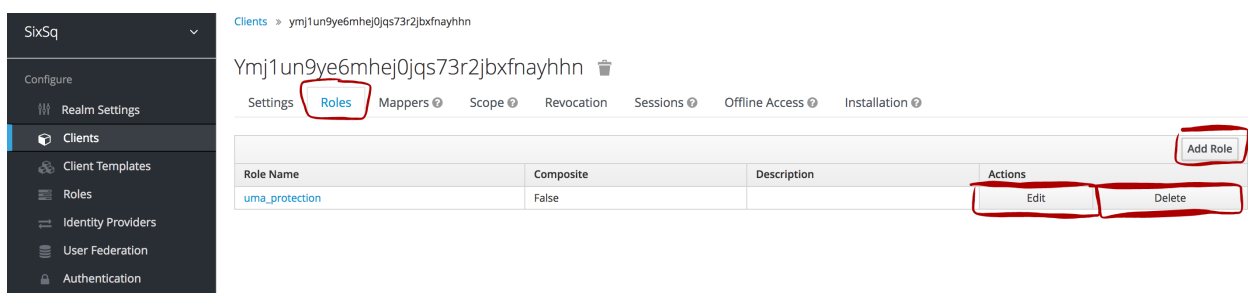 SixSq
Clients » ymj1un9ye6mhej0jqs73r2jbxfnayhhn
Configure
Ymj1un9ye6mhej0jqs73r2jbxfnayhhn
Settings Roles Mappers Scope Revocation Sessions Offline Access Installation
Realm Settings
Clients
Client Templates
Roles
Identity Providers
User Federation
Authentication
Add Role
Role Name Composite Description Actions
uma_protection False Edit Delete